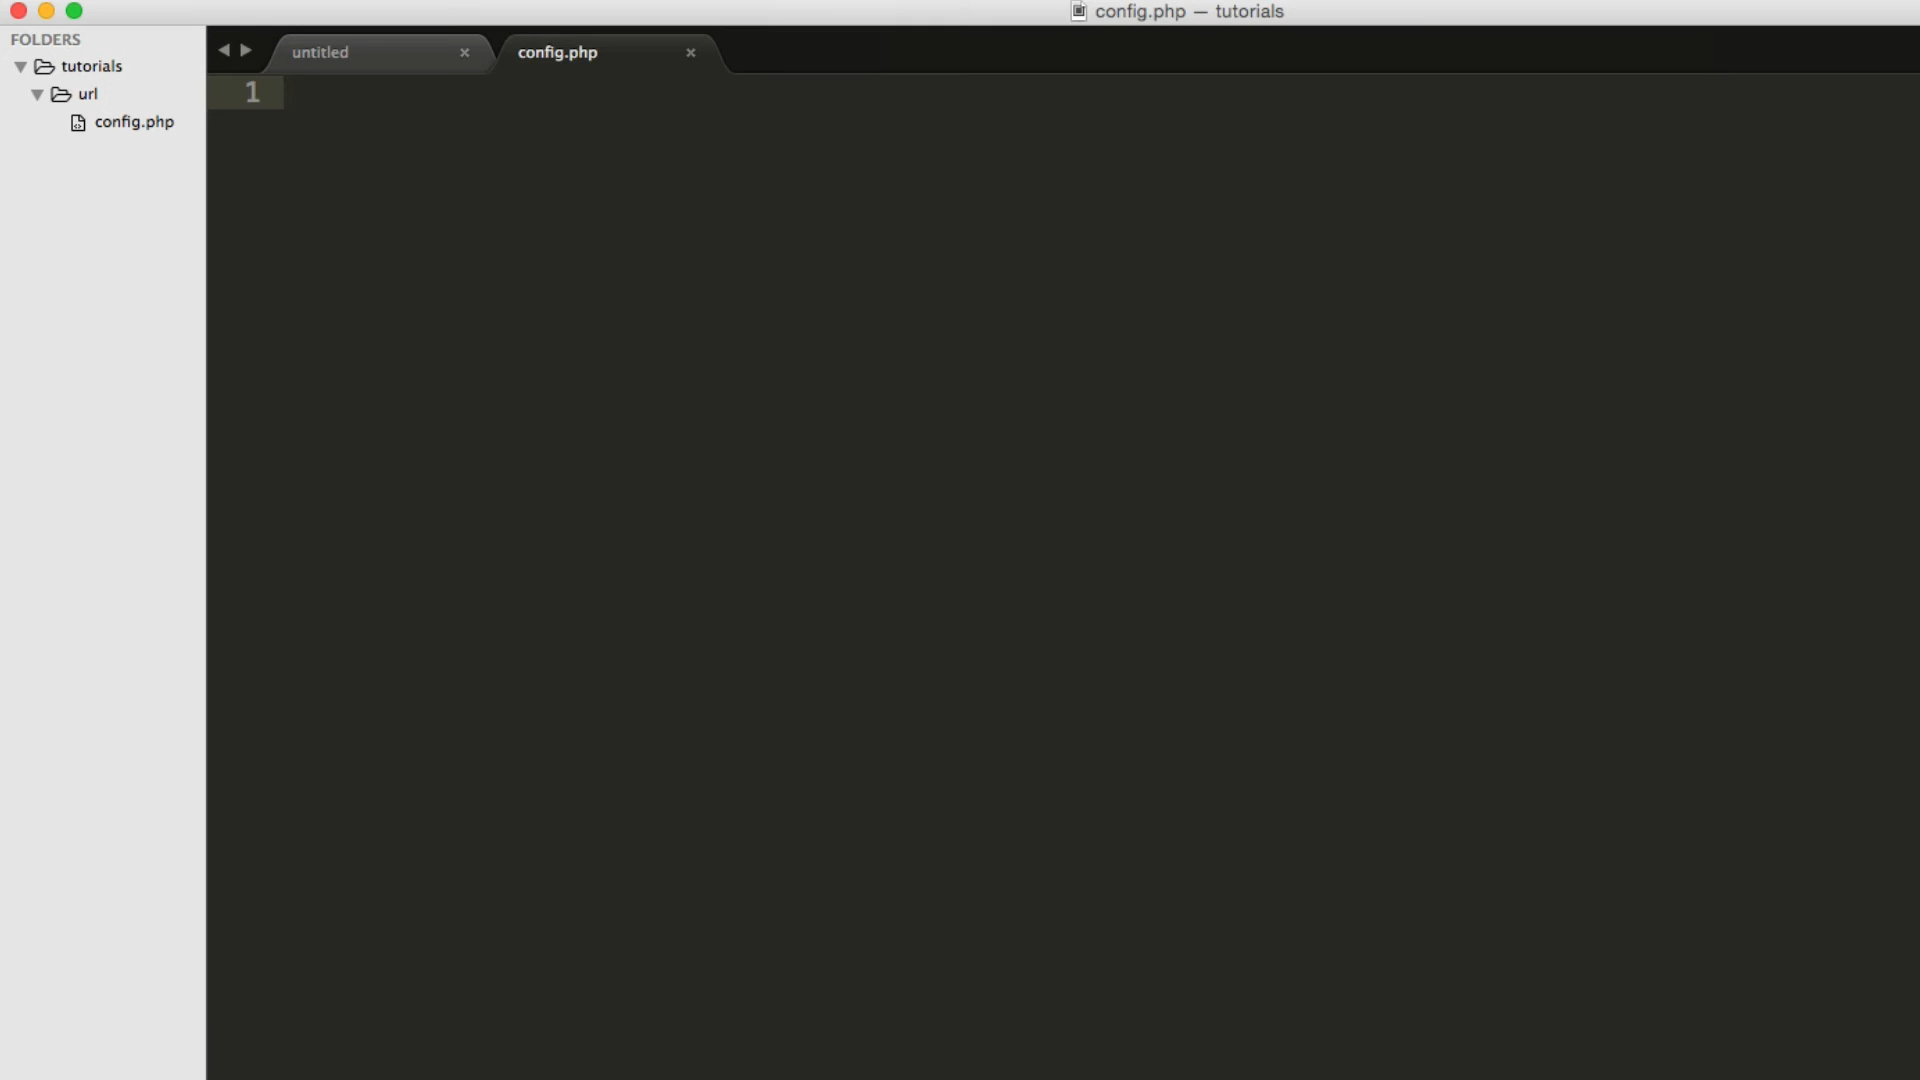 config.php — tutorials
FOLDERS
tutorials
url
config.php
untitled
config.php
1